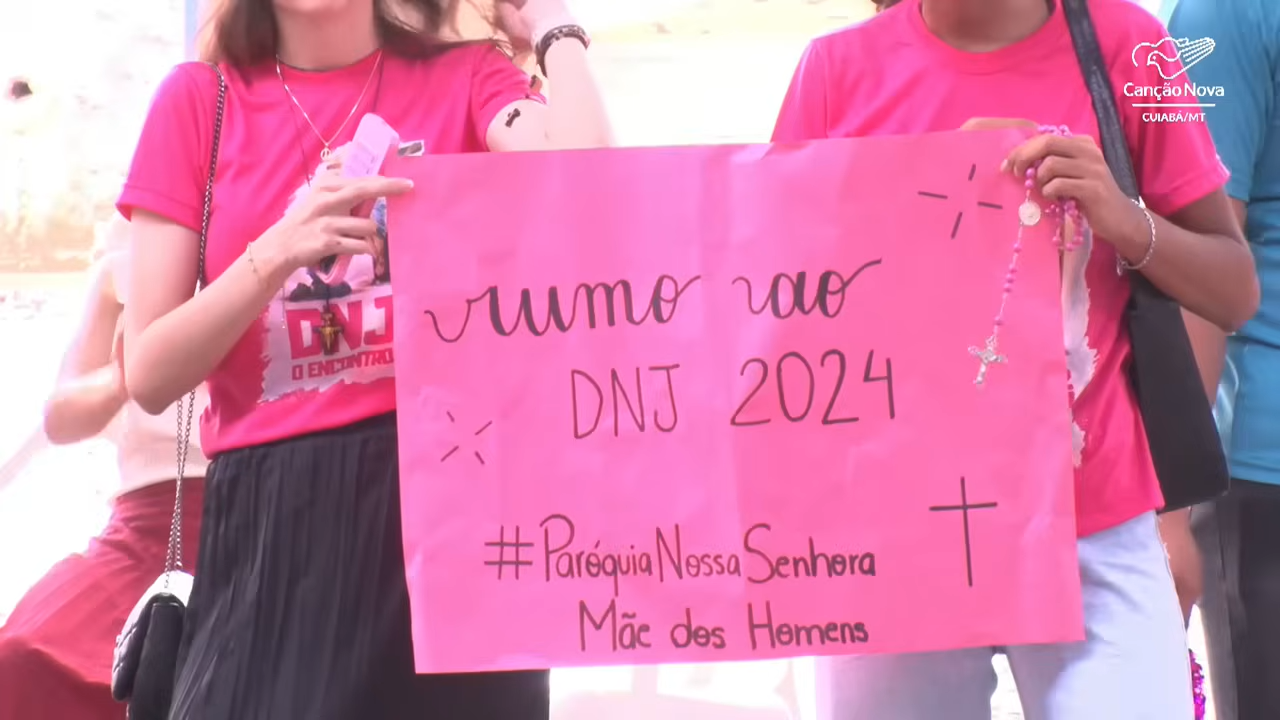 Canção Nova
CUIABÁ/MT
DNJ
O ENCONTRO
rumo ao
DNJ 2024
#ParóquiaNossaSenhora
Mãe dos Homens